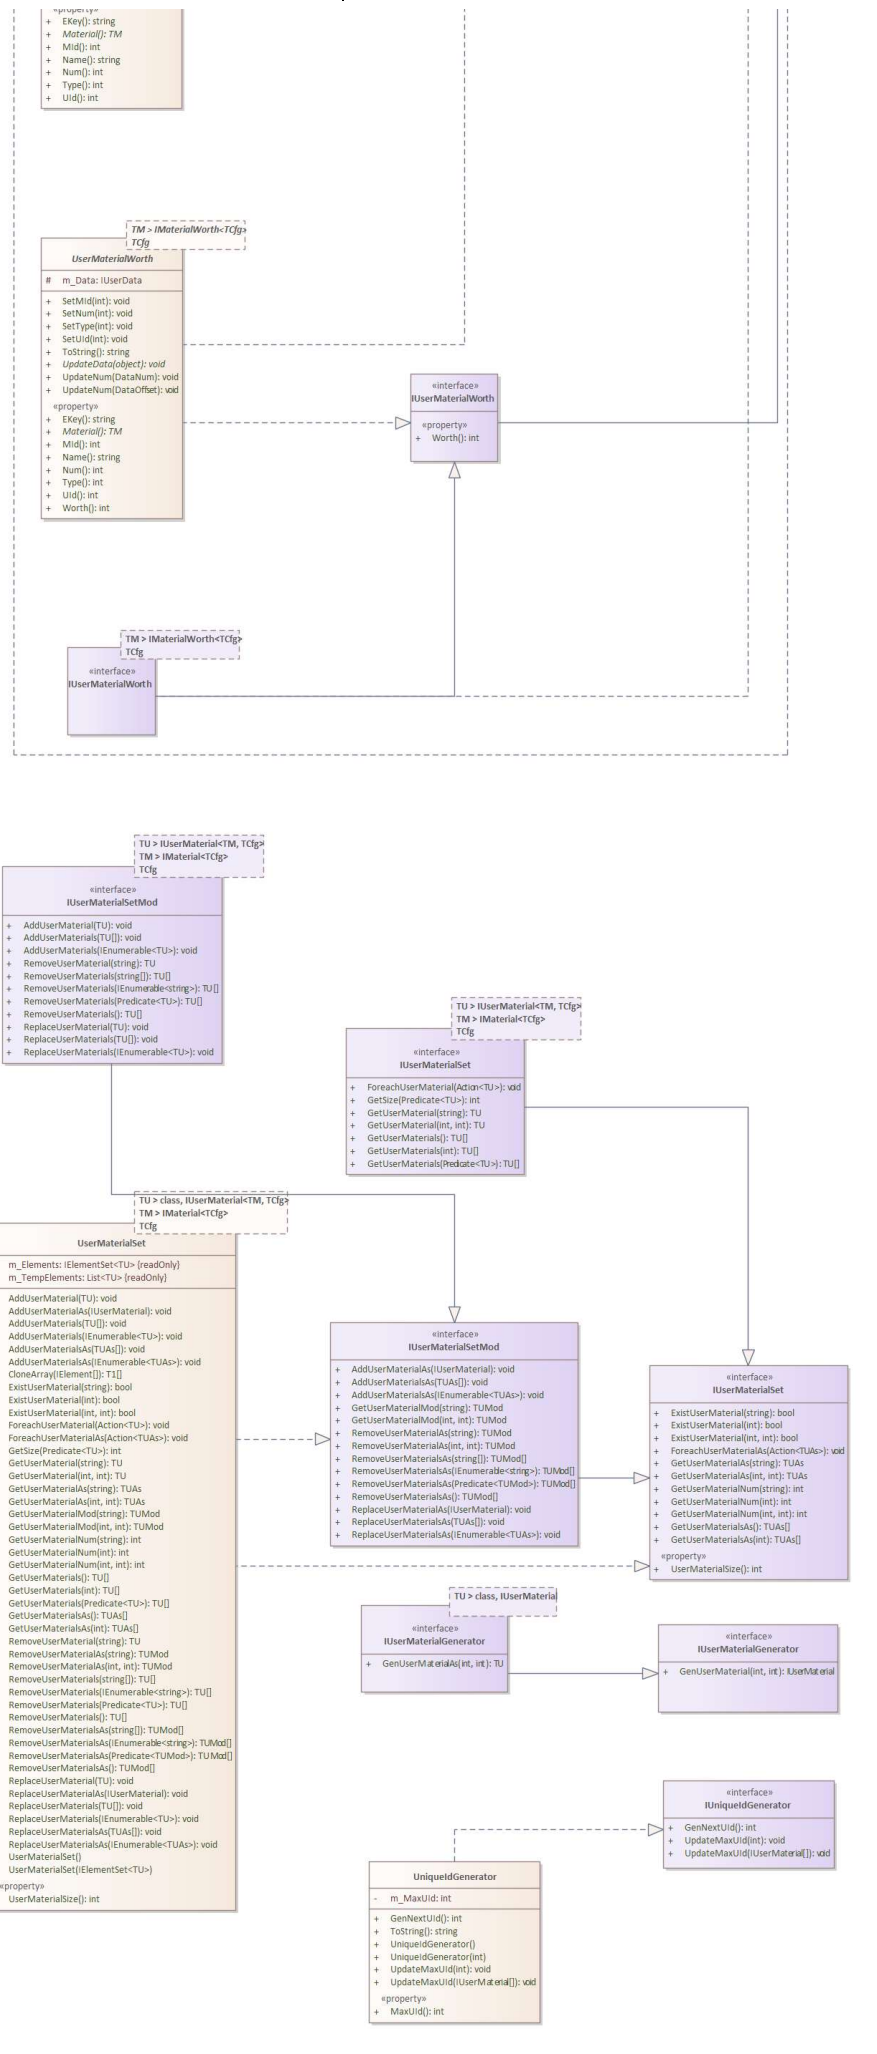 «property»
+ EKey(): string
+ Material(): TM
+ MId(): int
+ Name(): string
+ Num(): int
+ Type(): int
+ UId(): int
TM > IMaterialWorth<TCfg>
TCfg
UserMaterialWorth
# m_Data: IUserData
+ SetMId(int): void
+ SetNum(int): void
+ SetType(int): void
+ SetUId(int): void
+ ToString(): string
+ UpdateData(object): void
+ UpdateNum(DataNum): void
+ UpdateNum(DataOffset): void
«property»
+ EKey(): string
+ Material(): TM
+ MId(): int
+ Name(): string
+ Num(): int
+ Type(): int
+ UId(): int
+ Worth(): int
«interface»
IUserMaterialWorth
«property»
+ Worth(): int
TM > IMaterialWorth<TCfg>
TCfg
«interface»
IUserMaterialWorth
TU > IUserMaterial<TM, TCfg>
TM > IMaterial<TCfg>
TCfg
«interface»
IUserMaterialSetMod
+ AddUserMaterial(TU): void
+ AddUserMaterials(TU[]): void
+ AddUserMaterials(IEnumerable<TU>): void
+ RemoveUserMaterial(string): TU
+ RemoveUserMaterials(string[]): TU[]
+ RemoveUserMaterials(IEnumerable<string>): TU[]
+ RemoveUserMaterials(Predicate<TU>): TU[]
+ RemoveUserMaterials(): TU[]
+ ReplaceUserMaterial(TU): void
+ ReplaceUserMaterials(TU[]): void
+ ReplaceUserMaterials(IEnumerable<TU>): void
TU > IUserMaterial<TM, TCfg>
TM > IMaterial<TCfg>
TCfg
«interface»
IUserMaterialSet
+ ForeachUserMaterial(Action<TU>): void
+ GetSize(Predicate<TU>): int
+ GetUserMaterial(string): TU
+ GetUserMaterial(int, int): TU
+ GetUserMaterials(): TU[]
+ GetUserMaterials(int): TU[]
+ GetUserMaterials(Predicate<TU>): TU[]
TU > class, IUserMaterial<TM, TCfg>
TM > IMaterial<TCfg>
TCfg
UserMaterialSet
m_Elements: IElementSet<TU> {readOnly}
m_TempElements: List<TU> {readOnly}
AddUserMaterial(TU): void
AddUserMaterialAs(IUserMaterial): void
AddUserMaterials(TU[]): void
AddUserMaterials(IEnumerable<TU>): void
AddUserMaterialsAs(TUAs[]): void
AddUserMaterialsAs(IEnumerable<TUAs>): void
CloneArray(IElement[]): T1[]
ExistUserMaterial(string): bool
ExistUserMaterial(int): bool
ExistUserMaterial(int, int): bool
ForeachUserMaterial(Action<TU>): void
ForeachUserMaterialAs(Action<TUAs>): void
GetSize(Predicate<TU>): int
GetUserMaterial(string): TU
GetUserMaterial(int, int): TU
GetUserMaterialAs(string): TUAs
GetUserMaterialAs(int, int): TUAs
GetUserMaterialMod(string): TUMod
GetUserMaterialMod(int, int): TUMod
GetUserMaterialNum(string): int
GetUserMaterialNum(int): int
GetUserMaterialNum(int, int): int
GetUserMaterials(): TU[]
GetUserMaterials(int): TU[]
GetUserMaterials(Predicate<TU>): TU[]
GetUserMaterialsAs(): TUAs[]
GetUserMaterialsAs(int): TUAs[]
RemoveUserMaterial(string): TU
RemoveUserMaterialAs(string): TUMod
RemoveUserMaterialAs(int, int): TUMod
RemoveUserMaterials(string[]): TU[]
RemoveUserMaterials(IEnumerable<string>): TU[]
RemoveUserMaterials(Predicate<TU>): TU[]
RemoveUserMaterials(): TU[]
RemoveUserMaterialsAs(string[]): TUMod[]
RemoveUserMaterialsAs(IEnumerable<string>): TUMod[]
RemoveUserMaterialsAs(Predicate<TUMod>): TUMod[]
RemoveUserMaterialsAs(): TUMod[]
ReplaceUserMaterial(TU): void
ReplaceUserMaterialAs(IUserMaterial): void
ReplaceUserMaterials(TU[]): void
ReplaceUserMaterials(IEnumerable<TU>): void
ReplaceUserMaterialsAs(TUAs[]): void
ReplaceUserMaterialsAs(IEnumerable<TUAs>): void
UserMaterialSet()
UserMaterialSet(IElementSet<TU>)
«property»
UserMaterialSize(): int
«interface»
IUserMaterialSetMod
+ AddUserMaterialAs(IUserMaterial): void
+ AddUserMaterialsAs(TUAs[]): void
+ AddUserMaterialsAs(IEnumerable<TUAs>): void
+ GetUserMaterialMod(string): TUMod
+ GetUserMaterialMod(int, int): TUMod
+ RemoveUserMaterialAs(string): TUMod
+ RemoveUserMaterialAs(int, int): TUMod
+ RemoveUserMaterialsAs(string[]): TUMod[]
+ RemoveUserMaterialsAs(IEnumerable<string>): TUMod[]
+ RemoveUserMaterialsAs(Predicate<TUMod>): TUMod[]
+ RemoveUserMaterialsAs(): TUMod[]
+ ReplaceUserMaterialAs(IUserMaterial): void
+ ReplaceUserMaterialsAs(TUAs[]): void
+ ReplaceUserMaterialsAs(IEnumerable<TUAs>): void
«interface»
IUserMaterialSet
+ ExistUserMaterial(string): bool
+ ExistUserMaterial(int): bool
+ ExistUserMaterial(int, int): bool
+ ForeachUserMaterialAs(Action<TUAs>): void
+ GetUserMaterialAs(string): TUAs
+ GetUserMaterialAs(int, int): TUAs
+ GetUserMaterialNum(string): int
+ GetUserMaterialNum(int): int
+ GetUserMaterialNum(int, int): int
+ GetUserMaterialsAs(): TUAs[]
+ GetUserMaterialsAs(int): TUAs[]
«property»
+ UserMaterialSize(): int
TU > class, IUserMaterial
«interface»
IUserMaterialGenerator
+ GenUserMaterialAs(int, int): TU
«interface»
IUserMaterialGenerator
+ GenUserMaterial(int, int): IUserMaterial
«interface»
IUniqueIdGenerator
+ GenNextUId(): int
+ UpdateMaxUId(int): void
+ UpdateMaxUId(IUserMaterial[]): void
UniqueIdGenerator
- m_MaxUId: int
+ GenNextUId(): int
+ ToString(): string
+ UniqueIdGenerator()
+ UniqueIdGenerator(int)
+ UpdateMaxUId(int): void
+ UpdateMaxUId(IUserMaterial[]): void
«property»
+ MaxUId(): int